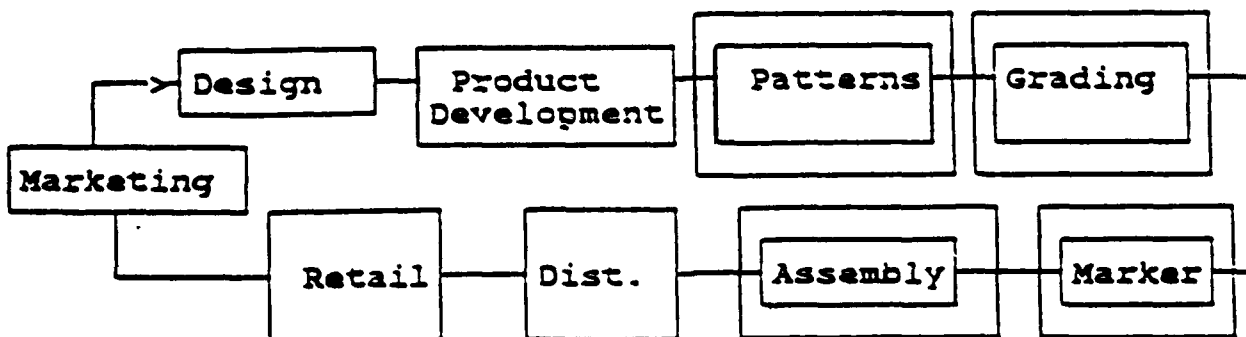 Design
Product
Development
Patterns
Grading
Marketing
Retail
Dist.
Assembly
Marker